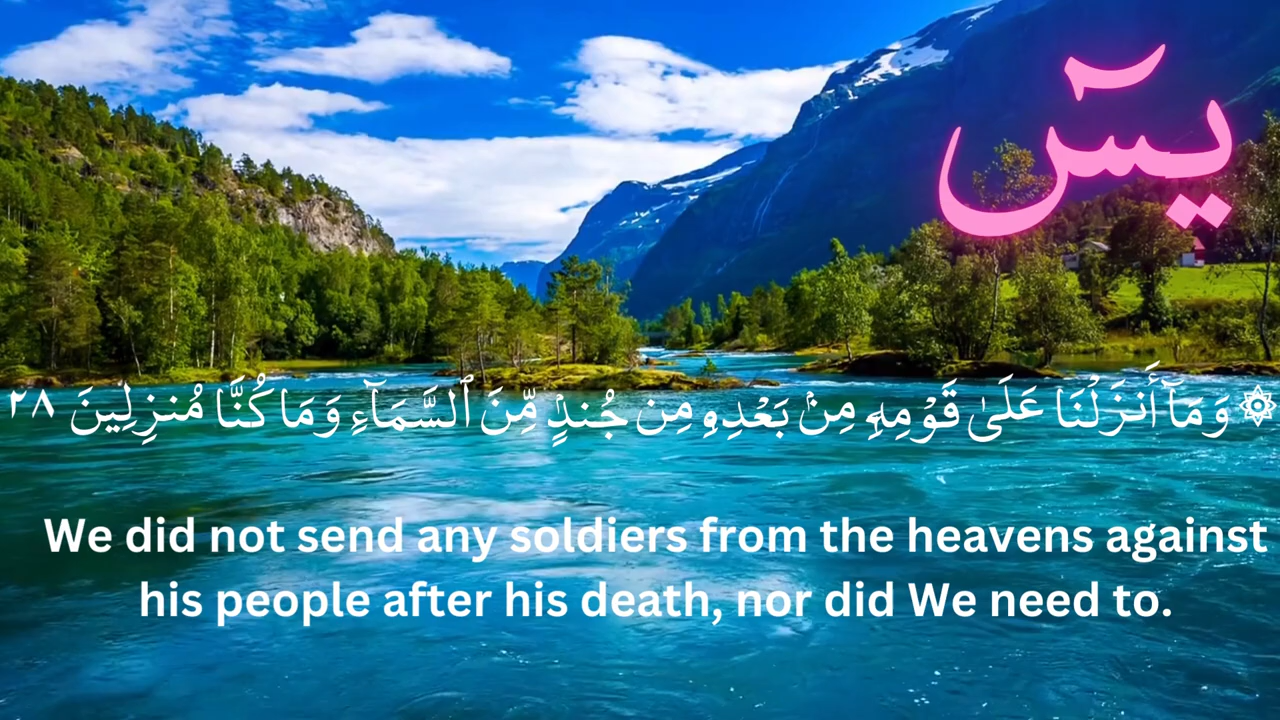 يسٓ
۞ وَمَآ أَنزَلْنَا عَلَىٰ قَوْمِهِۦ مِنۢ بَعْدِهِۦ مِن جُندٍ مِّنَ ٱلسَّمَآءِ وَمَا كُنَّا مُنزِلِينَ ٢٨
We did not send any soldiers from the heavens against
his people after his death, nor did We need to.